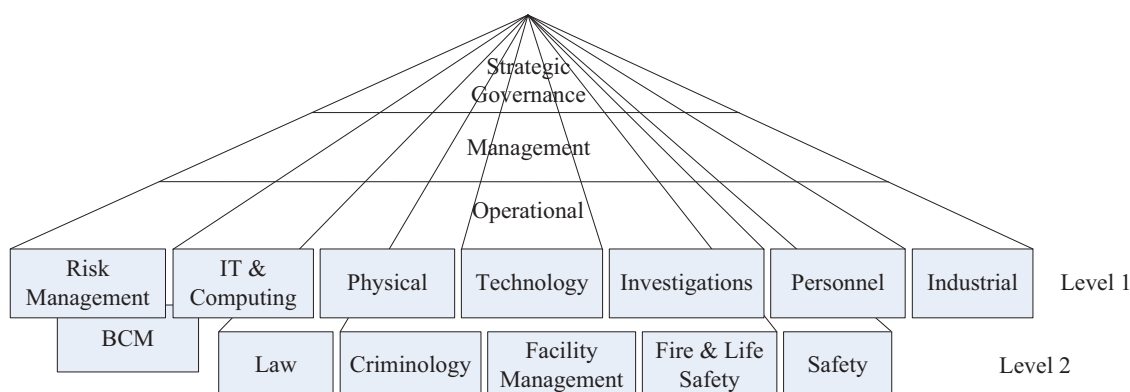 Strategic
Governance
Management
Operational
Risk
Management
IT &
Computing
Physical
Technology
Investigations
Personnel
Industrial
Level 1
BCM
Law
Criminology
Facility
Management
Fire & Life
Safety
Safety
Level 2